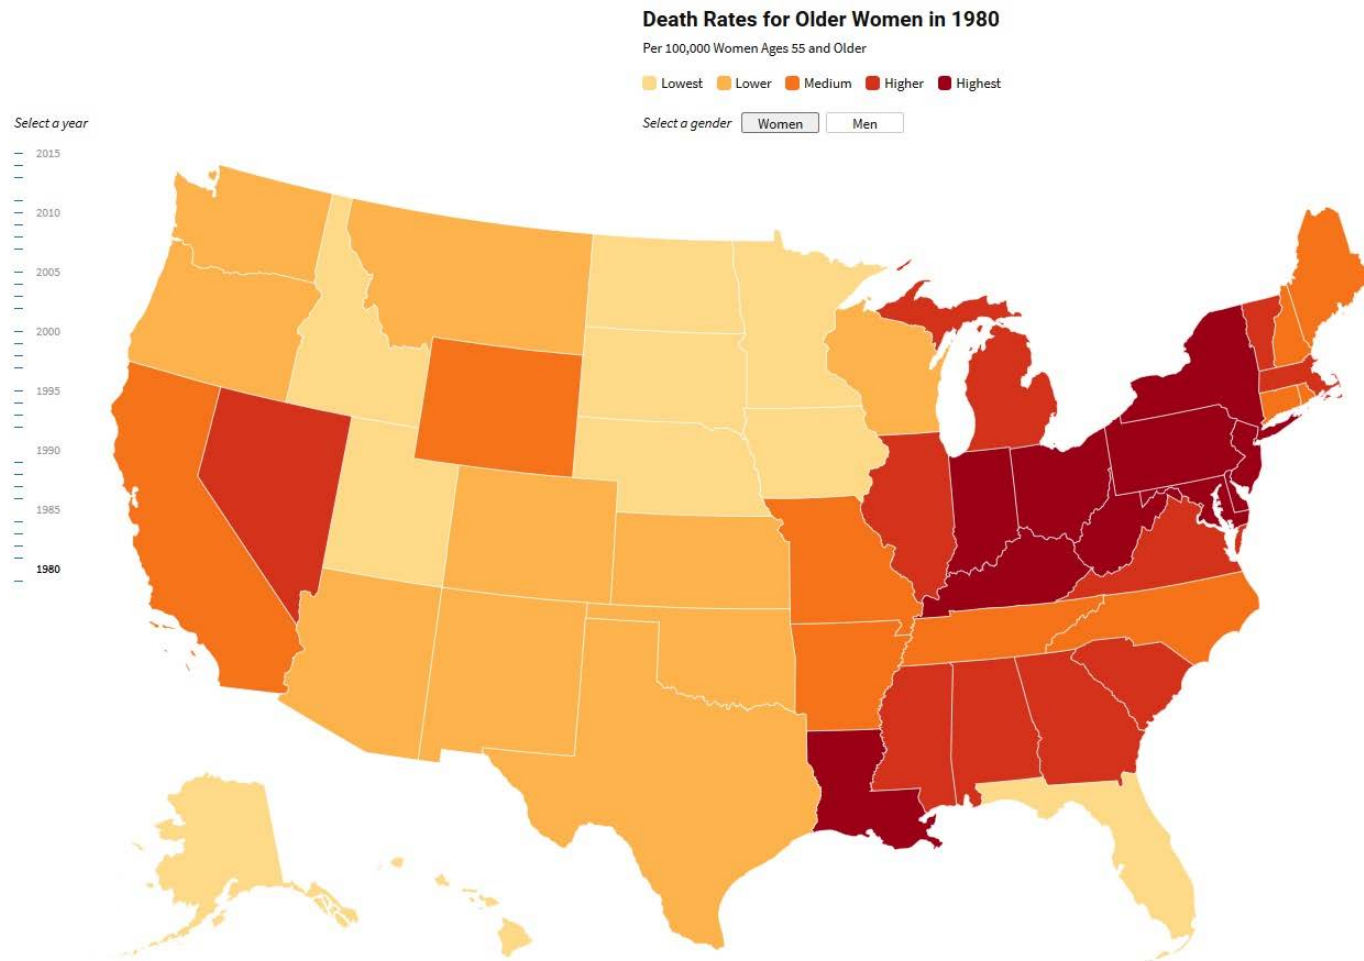 Death Rates for Older Women in 1980
Per 100,000 Women Ages 55 and Older
Lowest Lower Medium Higher Highest
Select a year
Select a gender Women Men
2015
2010
2005
2000
1995
1990
1985
1980